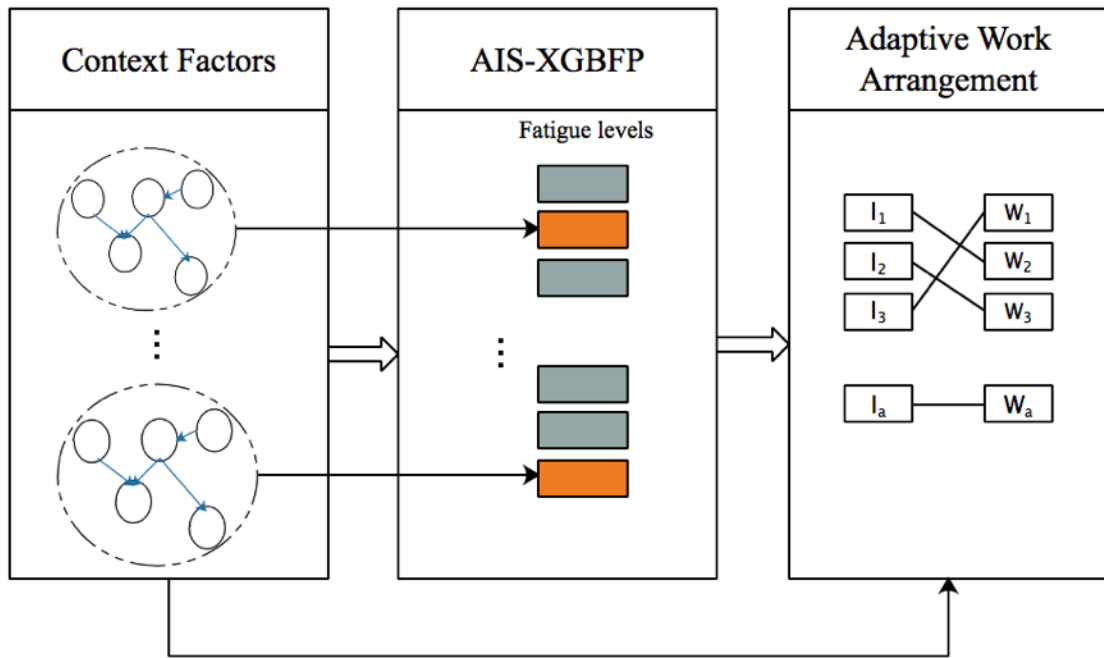 Context Factors
AIS-XGBFP
Adaptive Work
Arrangement
Fatigue levels
I₁ W₁
I₂ W₂
I₃ W₃
Iₐ Wₐ